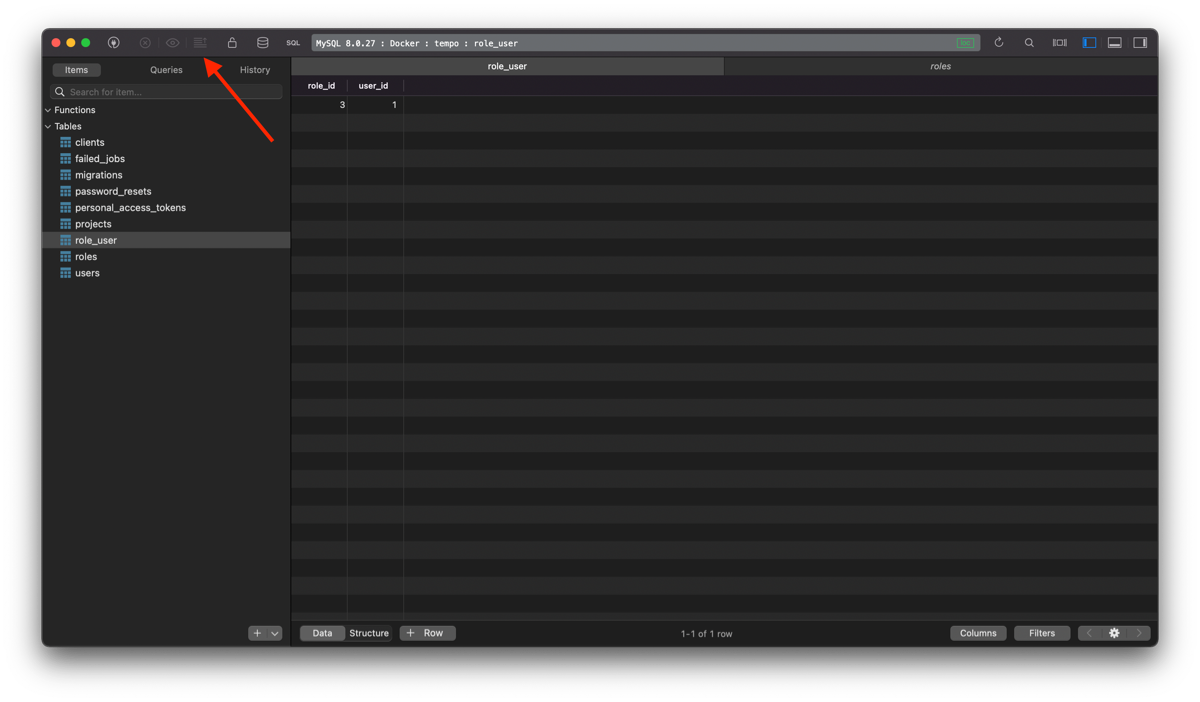 SQL
MySQL 8.0.27 : Docker : tempo : role_user
Items
Queries
History
role_user
roles
Search for item...
role_id
user_id
3
1
Functions
Tables
clients
failed_jobs
migrations
password_resets
personal_access_tokens
projects
role_user
roles
users
Data
Structure
+ Row
1-1 of 1 row
Columns
Filters